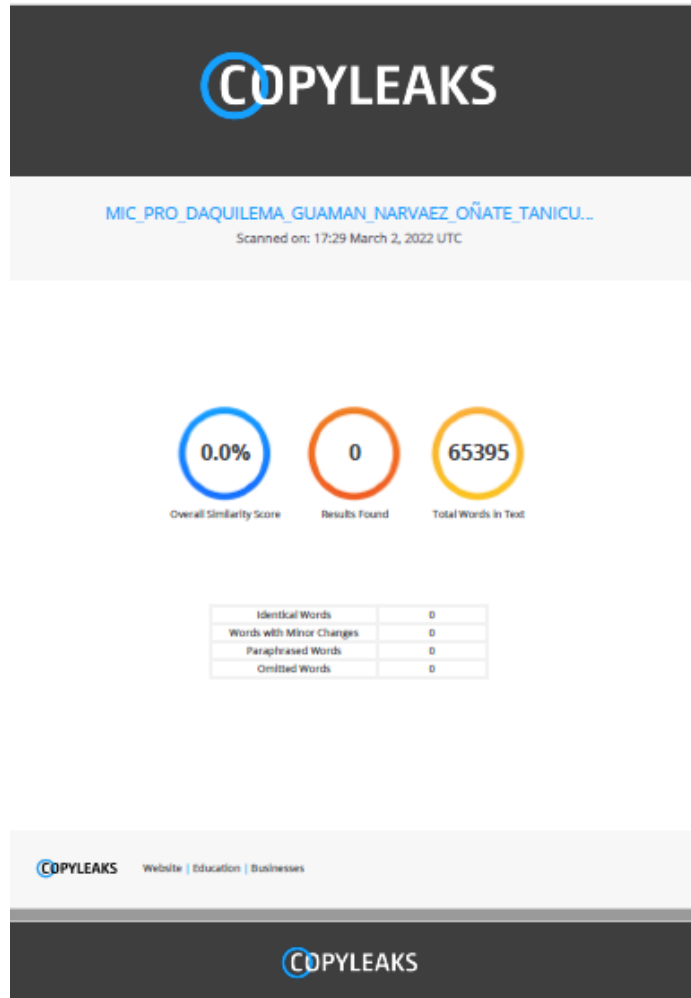 COPYLEAKS
MIC_PRO_DAQUILEMA_GUAMAN_NARVAEZ_OÑATE_TANICU...
Scanned on: 17:29 March 2, 2022 UTC
0.0% 0 65395
Overall Similarity Score Results Found Total Words in Text
Identical Words 0
Words with Minor Changes 0
Paraphrased Words 0
Omitted Words 0
COPYLEAKS Website | Education | Businesses
COPYLEAKS